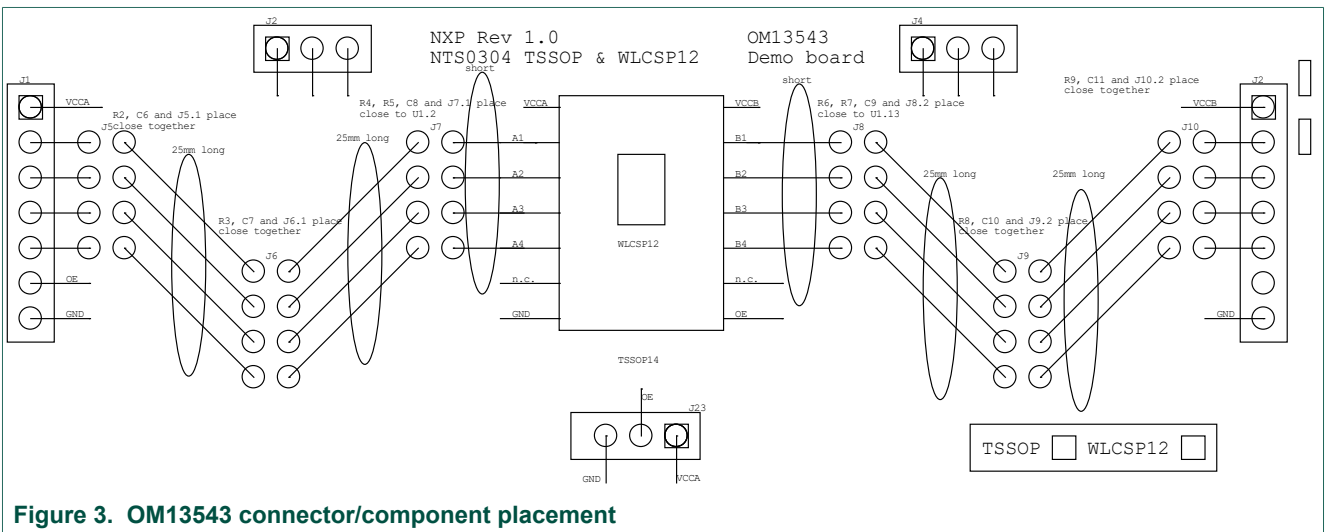 J2
NXP Rev 1.0
NTS0304 TSSOP & WLCSP12
OM13543
Demo board
J4
short
short
J1
VCCA
R2, C6 and J5.1 place
close together
J5
25mm long
R4, R5, C8 and J7.1 place
close to U1.2
J7
25mm long
VCCA
A1
A2
A3
A4
n.c.
GND
WLCSP12
TSSOP14
VCCB
B1
B2
B3
B4
n.c.
OE
R6, R7, C9 and J8.2 place
close to U1.13
J8
25mm long
25mm long
R9, C11 and J10.2 place
close together
J10
J2
VCCB
GND
R3, C7 and J6.1 place
close together
J6
R8, C10 and J9.2 place
close together
J9
OE
GND
OE
J23
GND
VCCA
TSSOP WLCSP12
Figure 3. OM13543 connector/component placement